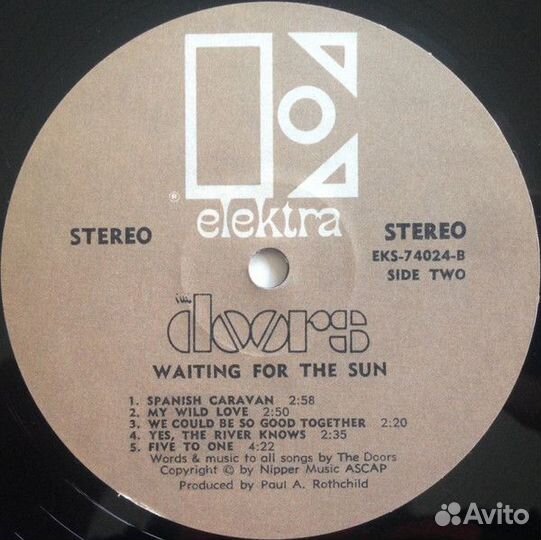 ® elektra
STEREO
STEREO
EKS-74024-B
SIDE TWO
THE doors
WAITING FOR THE SUN
1. SPANISH CARAVAN 2:58
2. MY WILD LOVE 2:50
3. WE COULD BE SO GOOD TOGETHER 2:20
4. YES, THE RIVER KNOWS 2:35
5. FIVE TO ONE 4:22
Words & music to all songs by The Doors
Copyright © by Nipper Music ASCAP
Produced by Paul A. Rothchild
Avito